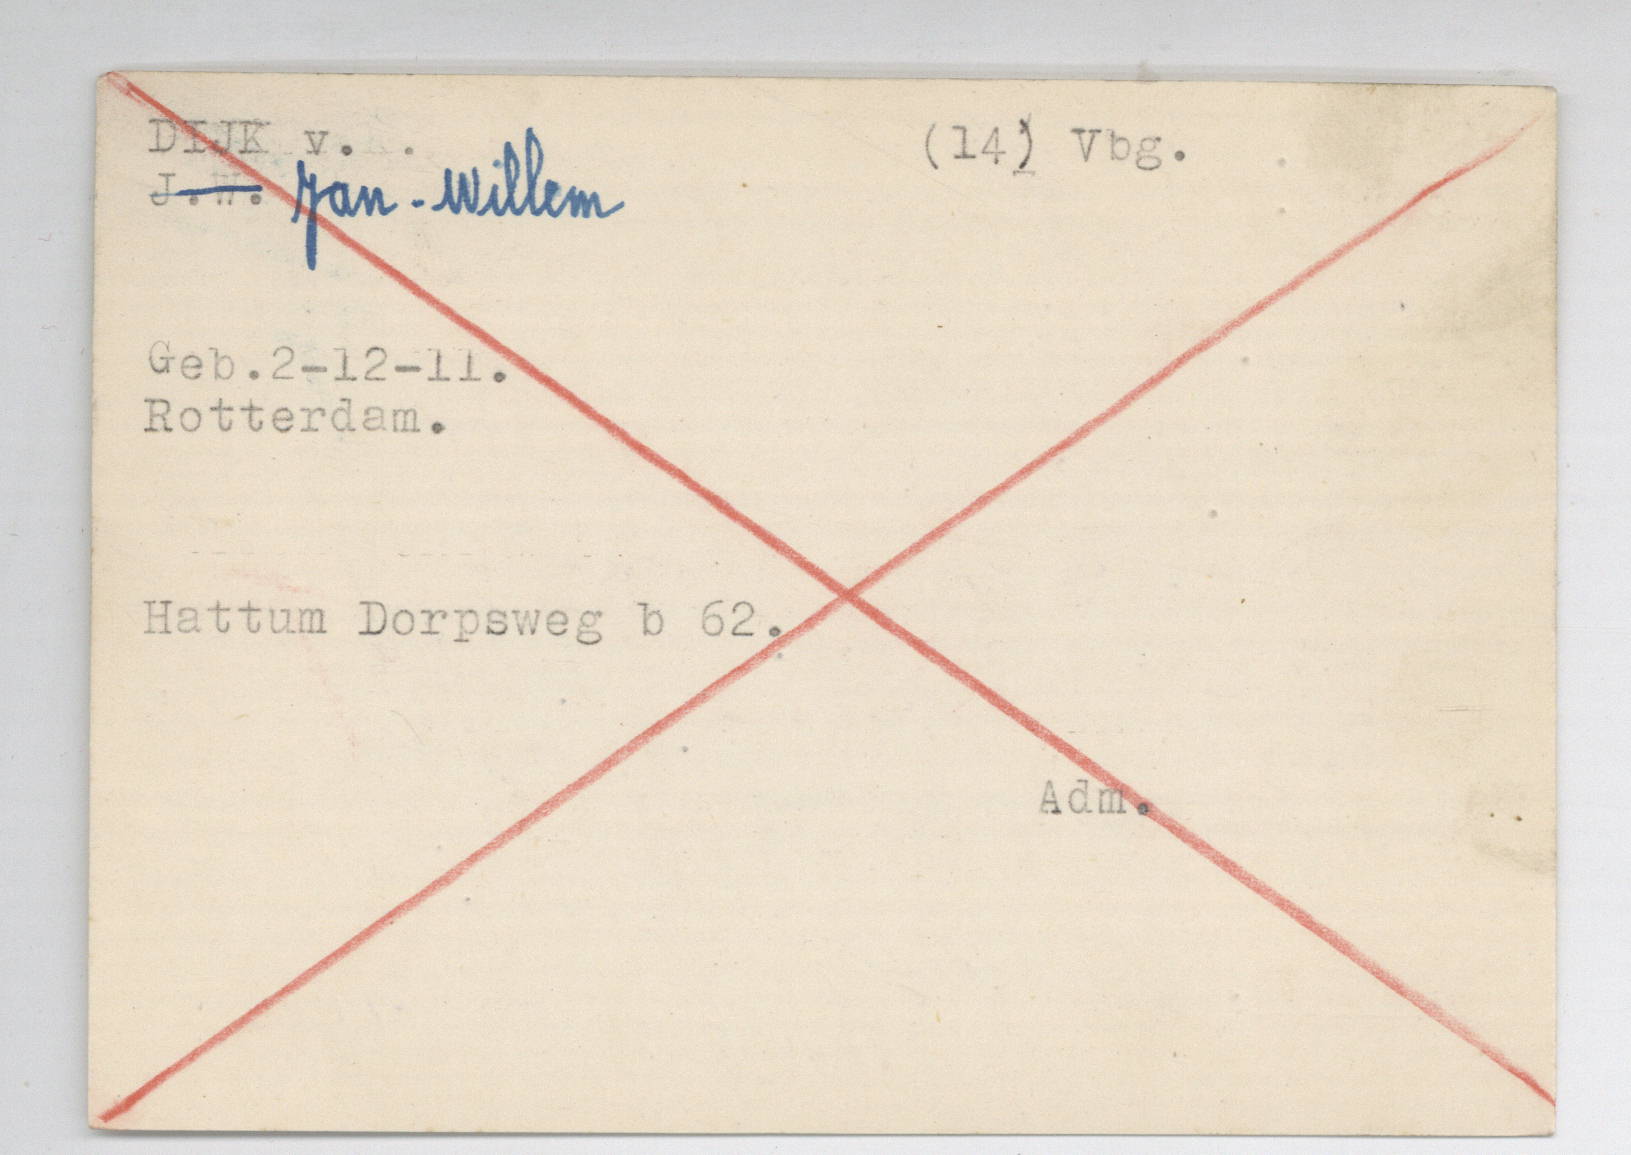 DIJK v. . (14) Vbg.
J.W. Jan-Willem
Geb.2-12-11.
Rotterdam.
Hattum Dorpsweg b 62.
Adm.